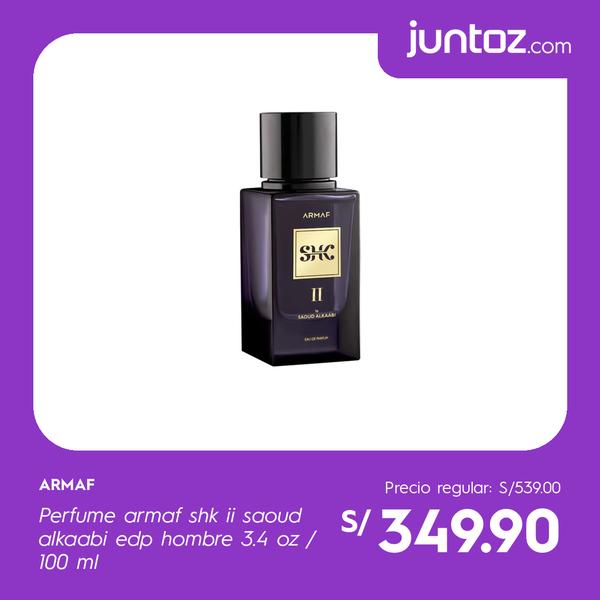 juntoz.com
ARMAF
SHC
II
by
SAOUD ALKAABI
EAU DE PARFUM
ARMAF
Perfume armaf shk ii saoud
alkaabi edp hombre 3.4 oz /
100 ml
Precio regular: S/539.00
S/ 349.90